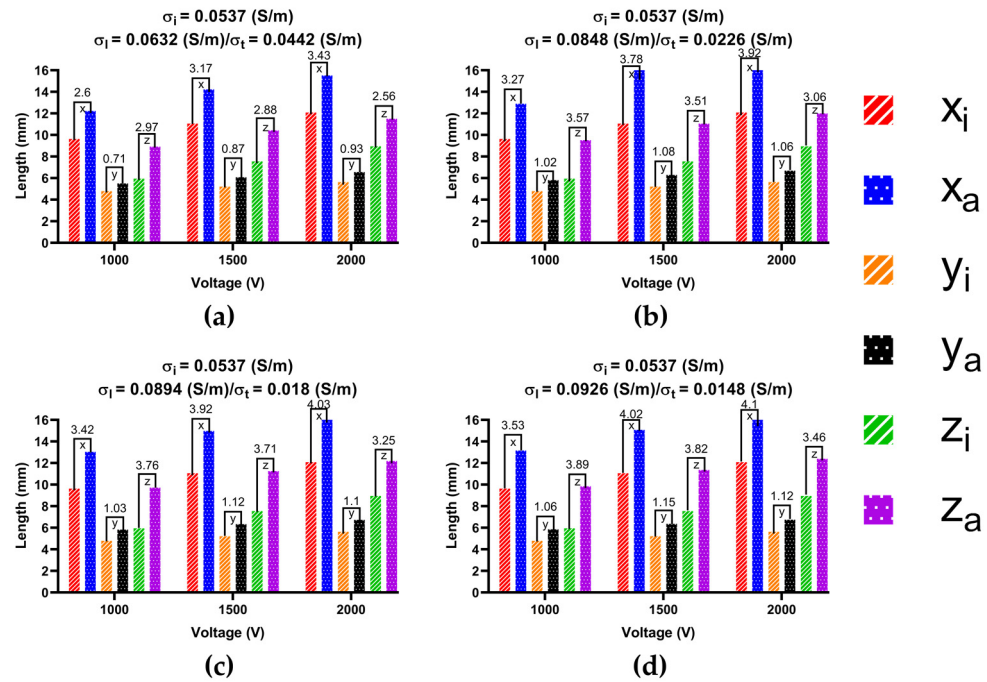 σi = 0.0537 (S/m)
σl = 0.0632 (S/m)/σt = 0.0442 (S/m)
3.43
3.17
2.6
2.97
2.88
2.56
0.71
0.87
0.93
x
x
x
y
y
y
z
z
z
16
14
12
10
8
6
4
2
0
Length (mm)
1000
1500
2000
Voltage (V)
(a)
σi = 0.0537 (S/m)
σl = 0.0848 (S/m)/σt = 0.0226 (S/m)
3.27
3.78
3.92
3.57
3.51
3.06
1.02
1.08
1.06
x
x
x
y
y
y
z
z
z
16
14
12
10
8
6
4
2
0
Length (mm)
1000
1500
2000
Voltage (V)
(b)
σi = 0.0537 (S/m)
σl = 0.0894 (S/m)/σt = 0.018 (S/m)
3.42
3.92
4.03
3.76
3.71
3.25
1.03
1.12
1.1
x
x
x
y
y
y
z
z
z
16
14
12
10
8
6
4
2
0
Length (mm)
1000
1500
2000
Voltage (V)
(c)
σi = 0.0537 (S/m)
σl = 0.0926 (S/m)/σt = 0.0148 (S/m)
3.53
4.02
4.1
3.89
3.82
3.46
1.06
1.15
1.12
x
x
x
y
y
y
z
z
z
16
14
12
10
8
6
4
2
0
Length (mm)
1000
1500
2000
Voltage (V)
(d)
xi
xa
yi
ya
zi
za